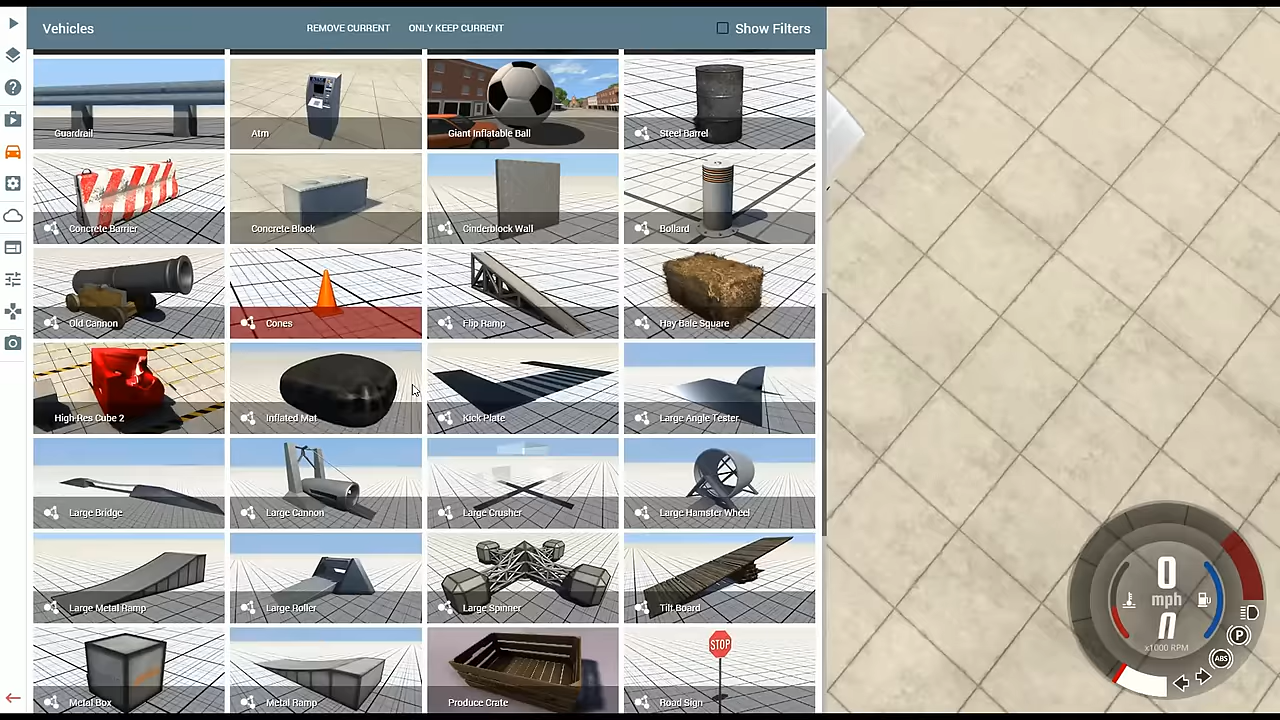 Vehicles
REMOVE CURRENT
ONLY KEEP CURRENT
Show Filters
Guardrail
Atm
Giant Inflatable Ball
Steel Barrel
Concrete Barrier
Concrete Block
Cinderblock Wall
Bollard
Old Cannon
Cones
Flip Ramp
Hay Bale Square
High Res Cube 2
Inflated Mat
Kick Plate
Large Angle Tester
Large Bridge
Large Cannon
Large Crusher
Large Hamster Wheel
Large Metal Ramp
Large Roller
Large Spinner
Tilt Board
STOP
Metal Box
Metal Ramp
Produce Crate
Road Sign
0
mph
n
x1000 RPM
P
ABS